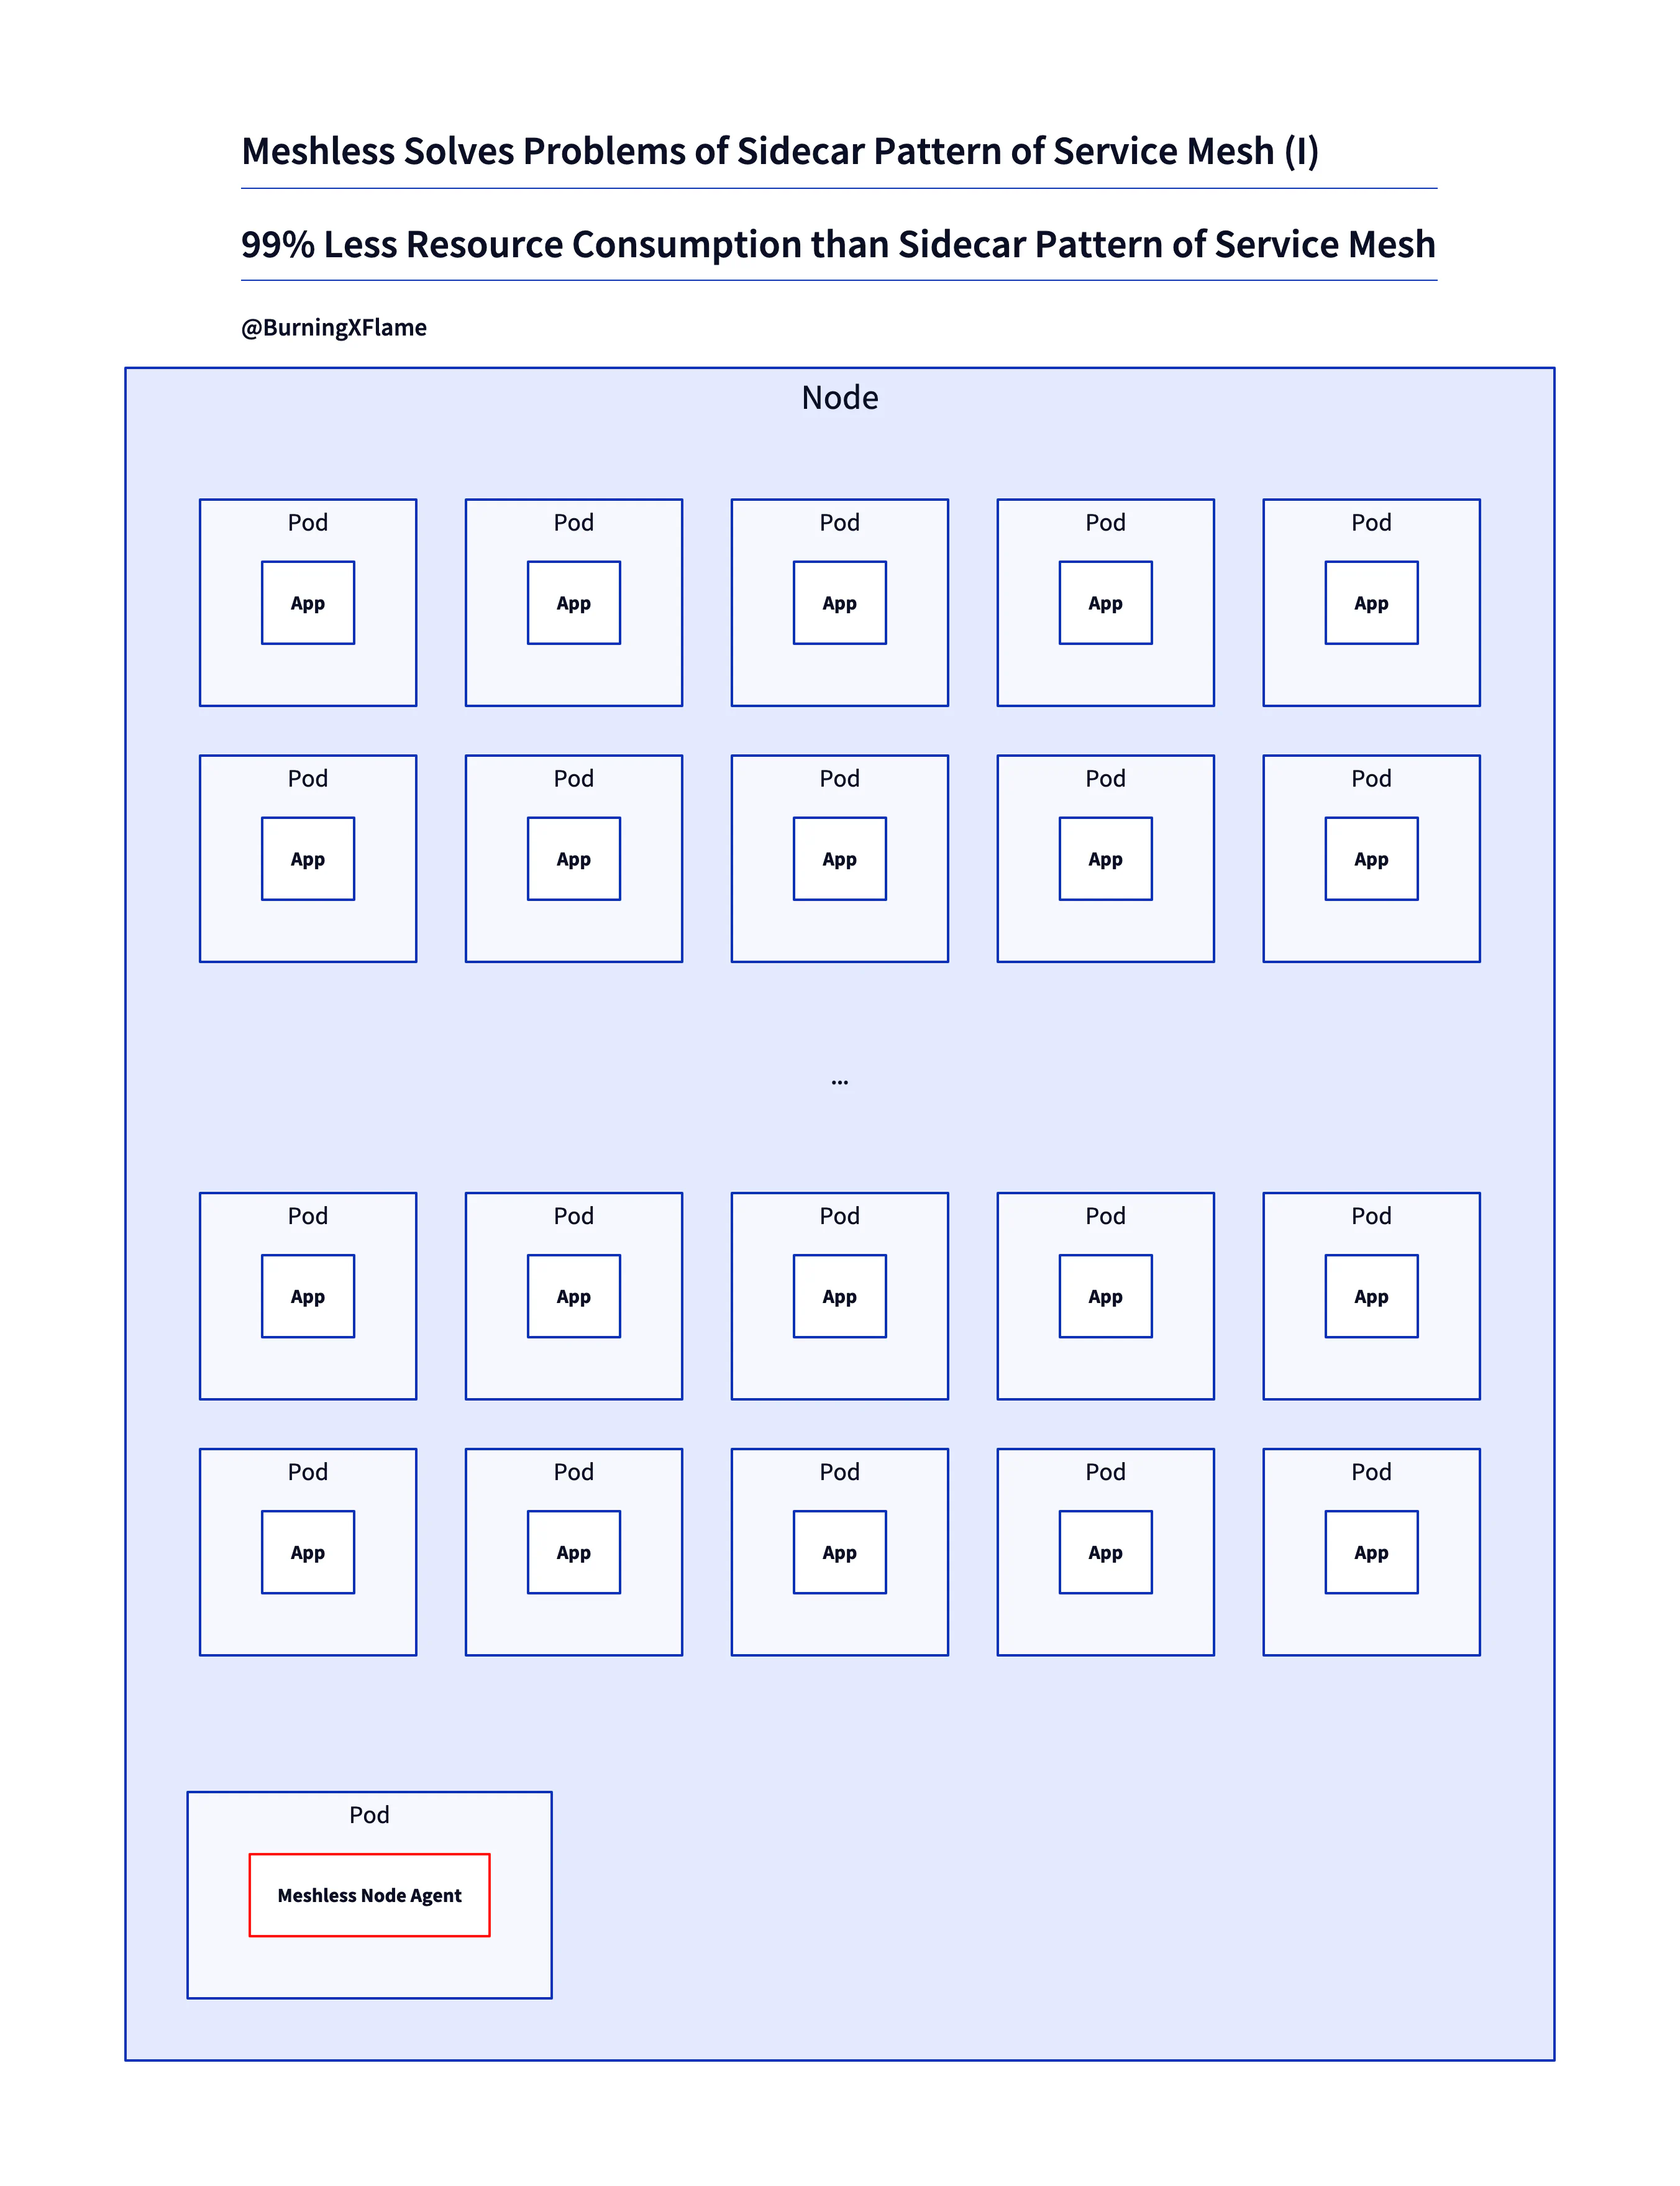 Meshless Solves Problems of Sidecar Pattern of Service Mesh (I)
99% Less Resource Consumption than Sidecar Pattern of Service Mesh
@BurningXFlame
Node
Pod Pod Pod Pod Pod
App App App App App
Pod Pod Pod Pod Pod
App App App App App
...
Pod Pod Pod Pod Pod
App App App App App
Pod Pod Pod Pod Pod
App App App App App
Pod
Meshless Node Agent